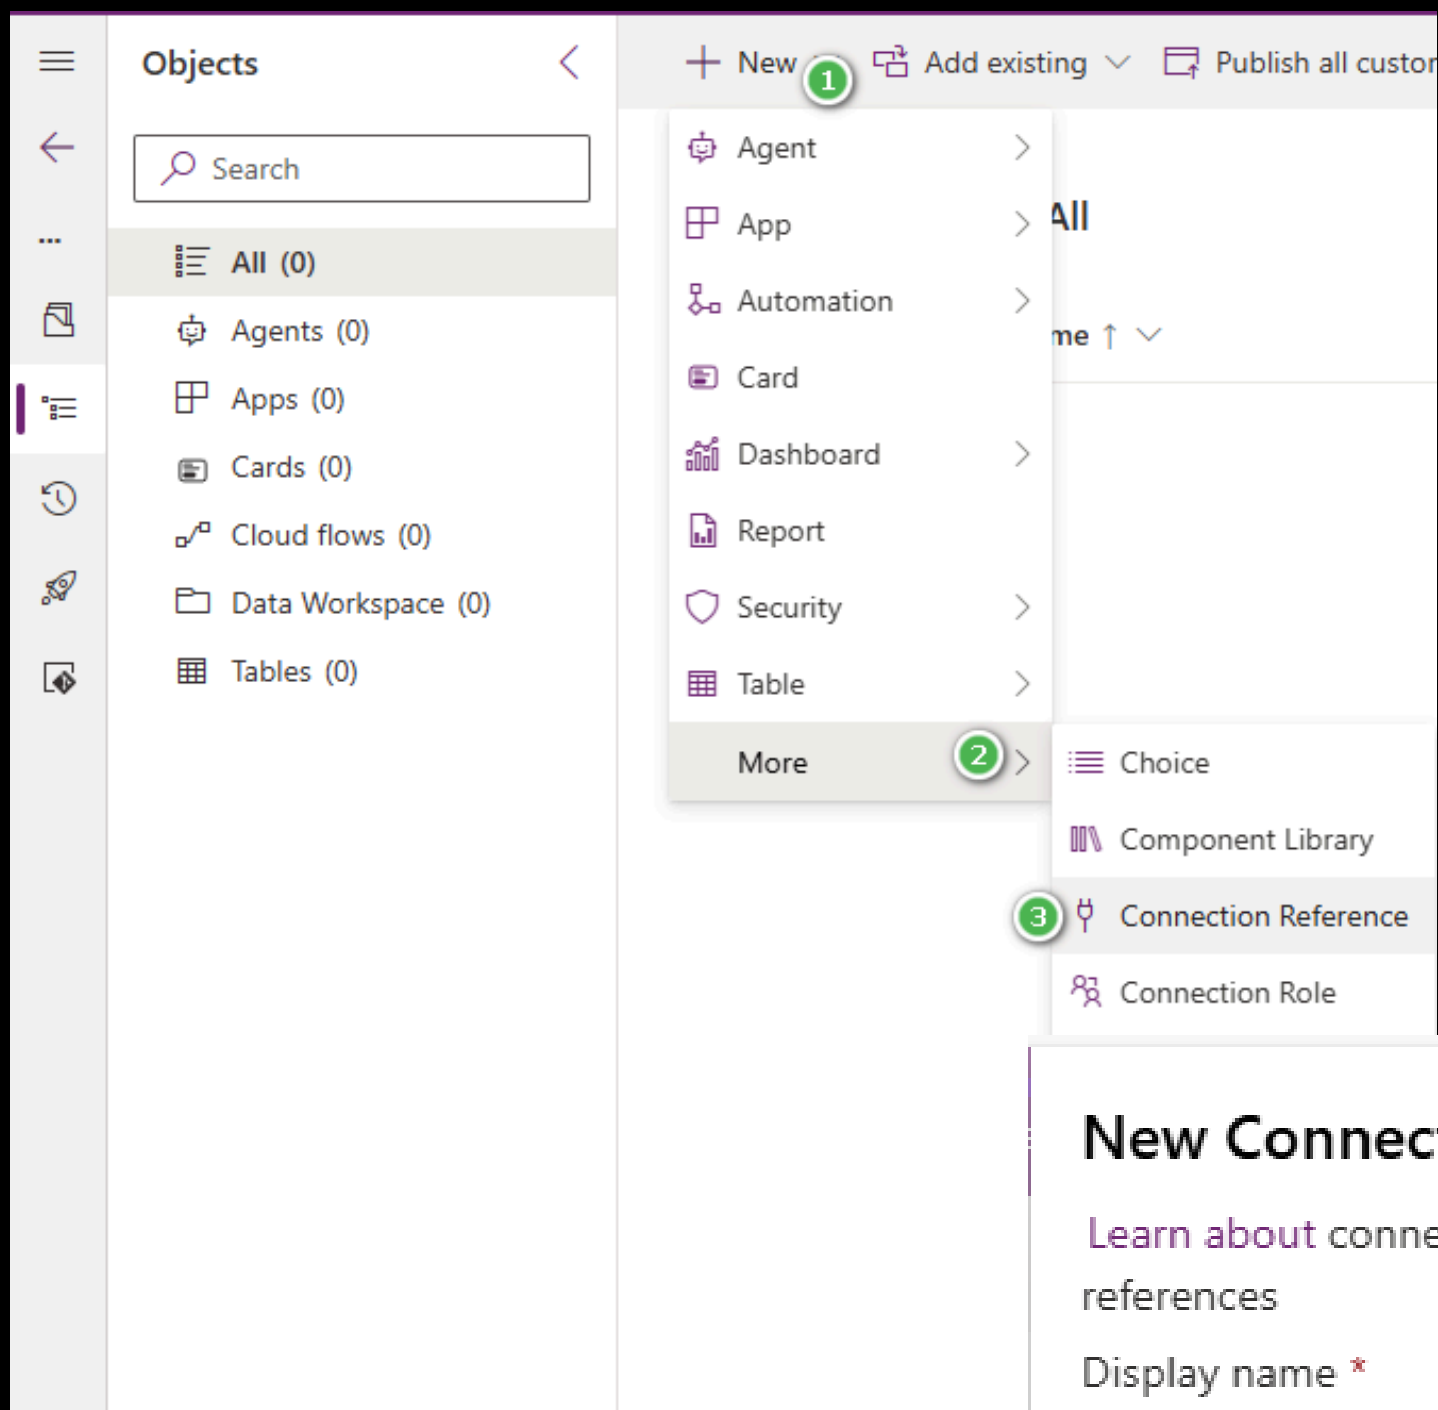 Objects
Search
All (0)
Agents (0)
Apps (0)
Cards (0)
Cloud flows (0)
Data Workspace (0)
Tables (0)
New 1 Add existing Publish all custor
Agent
App
Automation
Card
Dashboard
Report
Security
Table
More 2
All
me ↑
Choice
Component Library
3 Connection Reference
Connection Role
New Connect
Learn about conne
references
Display name *